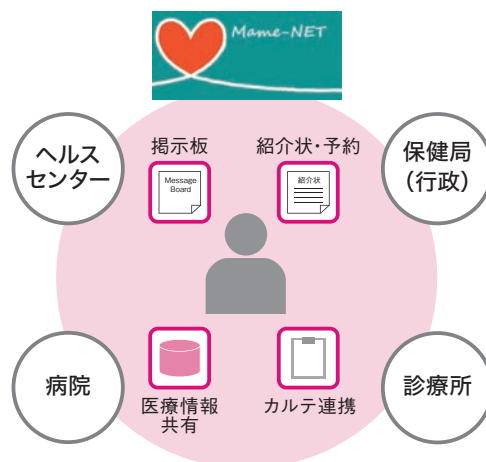 Mame-NET
掲示板
紹介状・予約
ヘルス
センター
保健局
（行政）
Message
Board
紹介状
病院
診療所
医療情報
共有
カルテ連携